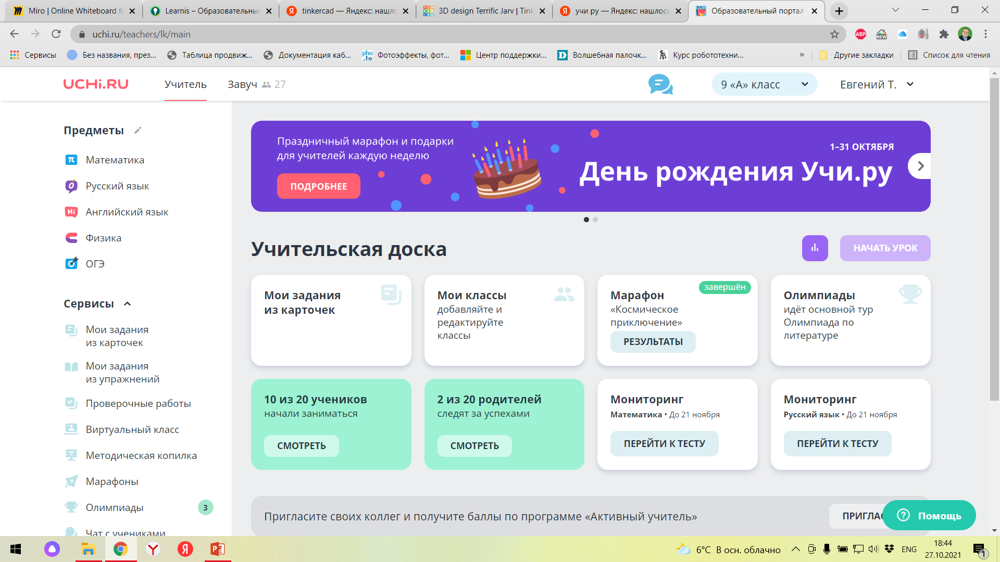 Miro | Online Whiteboard fo
Learnis – Образовательные
tinkercad — Яндекс: нашло
3D design Terrific Jarv | Tink
учи ру — Яндекс: нашлось
Образовательный портал
uchi.ru/teachers/lk/main
Сервисы
Без названия, през...
Таблица продвиж...
Документация каб...
Фотоэффекты, фот...
Центр поддержки...
Волшебная палочк...
Курс робототехни...
»
Другие закладки
Список для чтения
UCHi.RU
Учитель
Завуч 27
9 «А» класс
Евгений Т.
Предметы
Математика
Русский язык
Английский язык
Физика
ОГЭ
Сервисы
Мои задания
из карточек
Мои задания
из упражнений
Проверочные работы
Виртуальный класс
Методическая копилка
Марафоны
Олимпиады 3
Чат с учениками
Праздничный марафон и подарки
для учителей каждую неделю
ПОДРОБНЕЕ
1–31 ОКТЯБРЯ
День рождения Учи.ру
Учительская доска
НАЧАТЬ УРОК
Мои задания
из карточек
Мои классы
добавляйте и
редактируйте
классы
завершён
Марафон
«Космическое
приключение»
РЕЗУЛЬТАТЫ
Олимпиады
идёт основной тур
Олимпиада по
литературе
10 из 20 учеников
начали заниматься
СМОТРЕТЬ
2 из 20 родителей
следят за успехами
СМОТРЕТЬ
Мониторинг
Математика • До 21 ноября
ПЕРЕЙТИ К ТЕСТУ
Мониторинг
Русский язык • До 21 ноября
ПЕРЕЙТИ К ТЕСТУ
Пригласите своих коллег и получите баллы по программе «Активный учитель»
ПРИГЛАС
Помощь
6°C В осн. облачно
ENG
18:44
27.10.2021
1